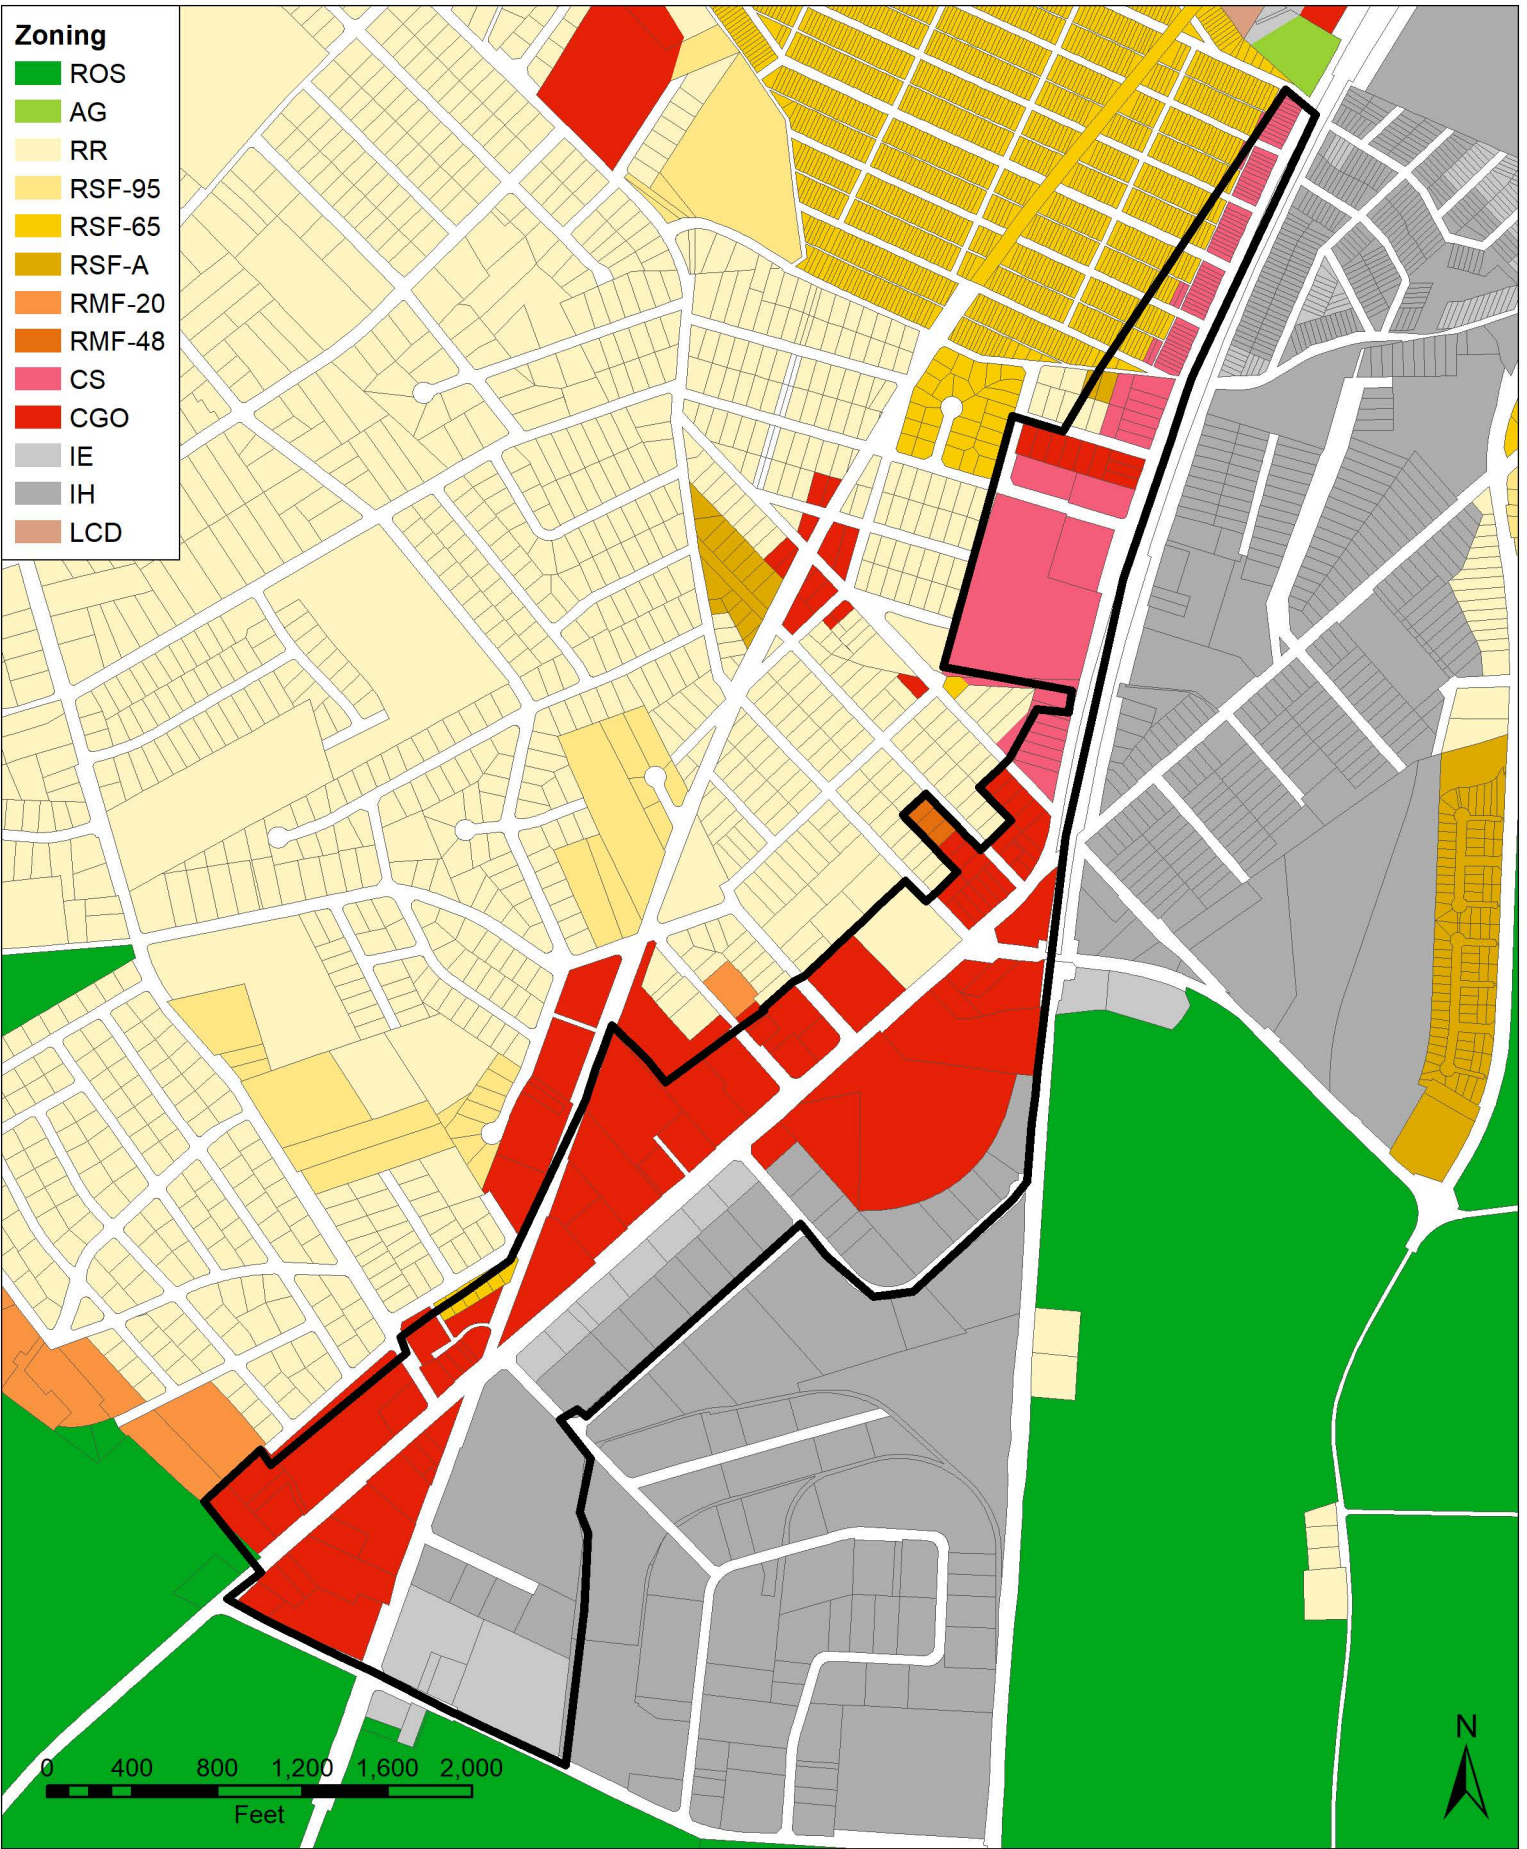 Zoning
ROS
AG
RR
RSF-95
RSF-65
RSF-A
RMF-20
RMF-48
CS
CGO
IE
IH
LCD
N
0 400 800 1,200 1,600 2,000
Feet